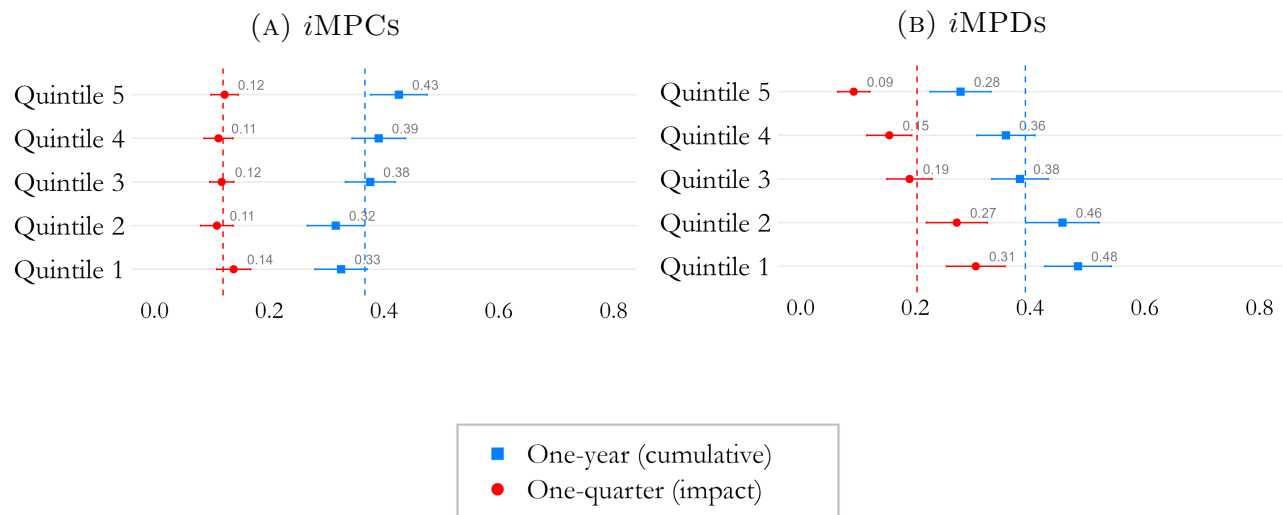 (A) iMPCs
Quintile 5 0.12 0.43
Quintile 4 0.11 0.39
Quintile 3 0.12 0.38
Quintile 2 0.11 0.32
Quintile 1 0.14 0.33
0.0 0.2 0.4 0.6 0.8
(B) iMPDs
Quintile 5 0.09 0.28
Quintile 4 0.15 0.36
Quintile 3 0.19 0.38
Quintile 2 0.27 0.46
Quintile 1 0.31 0.48
0.0 0.2 0.4 0.6 0.8
One-year (cumulative)
One-quarter (impact)